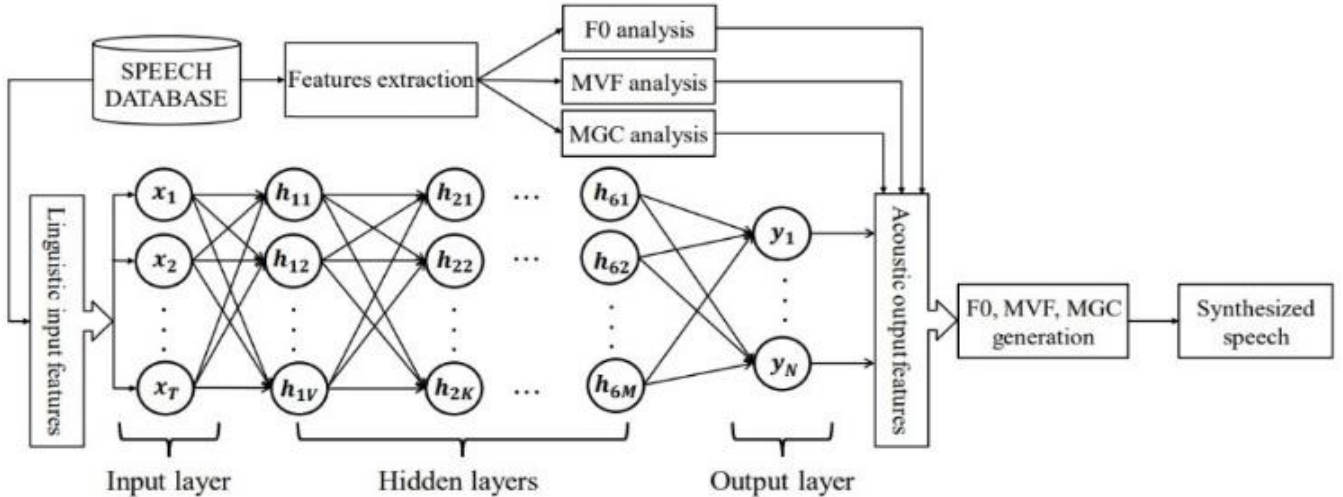 F0 analysis
SPEECH
DATABASE
Features extraction
MVF analysis
MGC analysis
Linguistic input features
x₁
h₁₁
h₂₁
...
h₆₁
x₂
h₁₂
h₂₂
...
h₆₂
y₁
x_T
h₁V
h₂K
...
h₆M
y_N
Acoustic output features
F0, MVF, MGC
generation
Synthesized
speech
Input layer
Hidden layers
Output layer